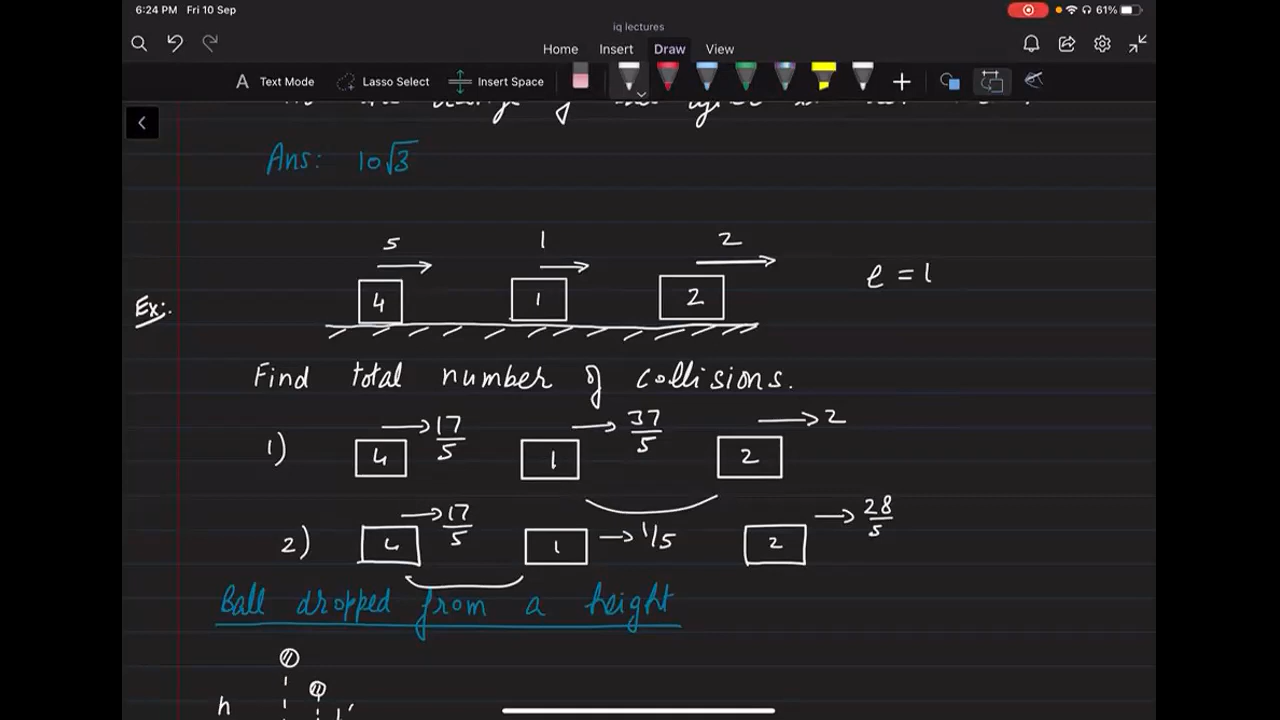 6:24 PM Fri 10 Sep
61%
iq lectures
Home Insert Draw View
A Text Mode Lasso Select Insert Space
Ans: 10√3
5 1 2
4 1 2 e = 1
Ex:
Find total number of collisions.
1) 4 → 17/5 1 → 37/5 2 → 2
2) 4 → 17/5 1 → 1/5 2 → 28/5
Ball dropped from a height
h h'